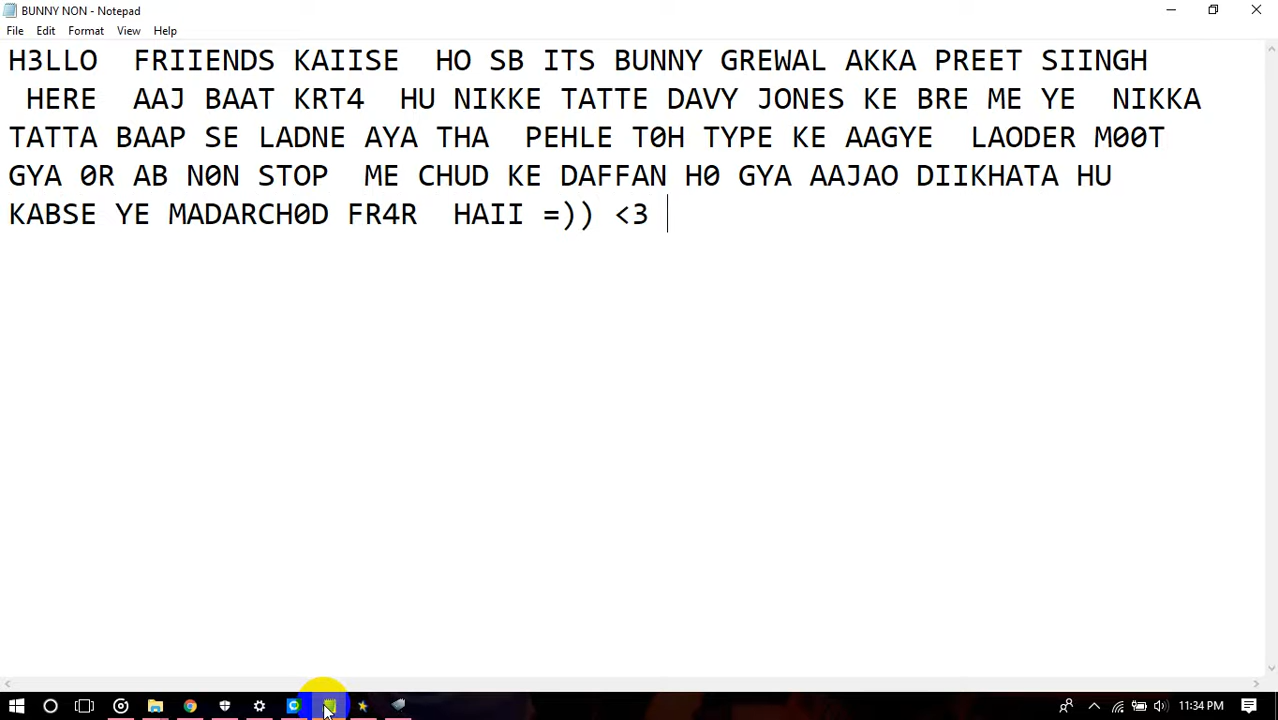 BUNNY NON - Notepad
File Edit Format View Help
H3LLO FRIIENDS KAIISE HO SB ITS BUNNY GREWAL AKKA PREET SIINGH
HERE AAJ BAAT KRT4 HU NIKKE TATTE DAVY JONES KE BRE ME YE NIKKA
TATTA BAAP SE LADNE AYA THA PEHLE T0H TYPE KE AAGYE LAODER M00T
GYA 0R AB N0N STOP ME CHUD KE DAFFAN H0 GYA AAJAO DIIKHATA HU
KABSE YE MADARCH0D FR4R HAII =)) <3
11:34 PM